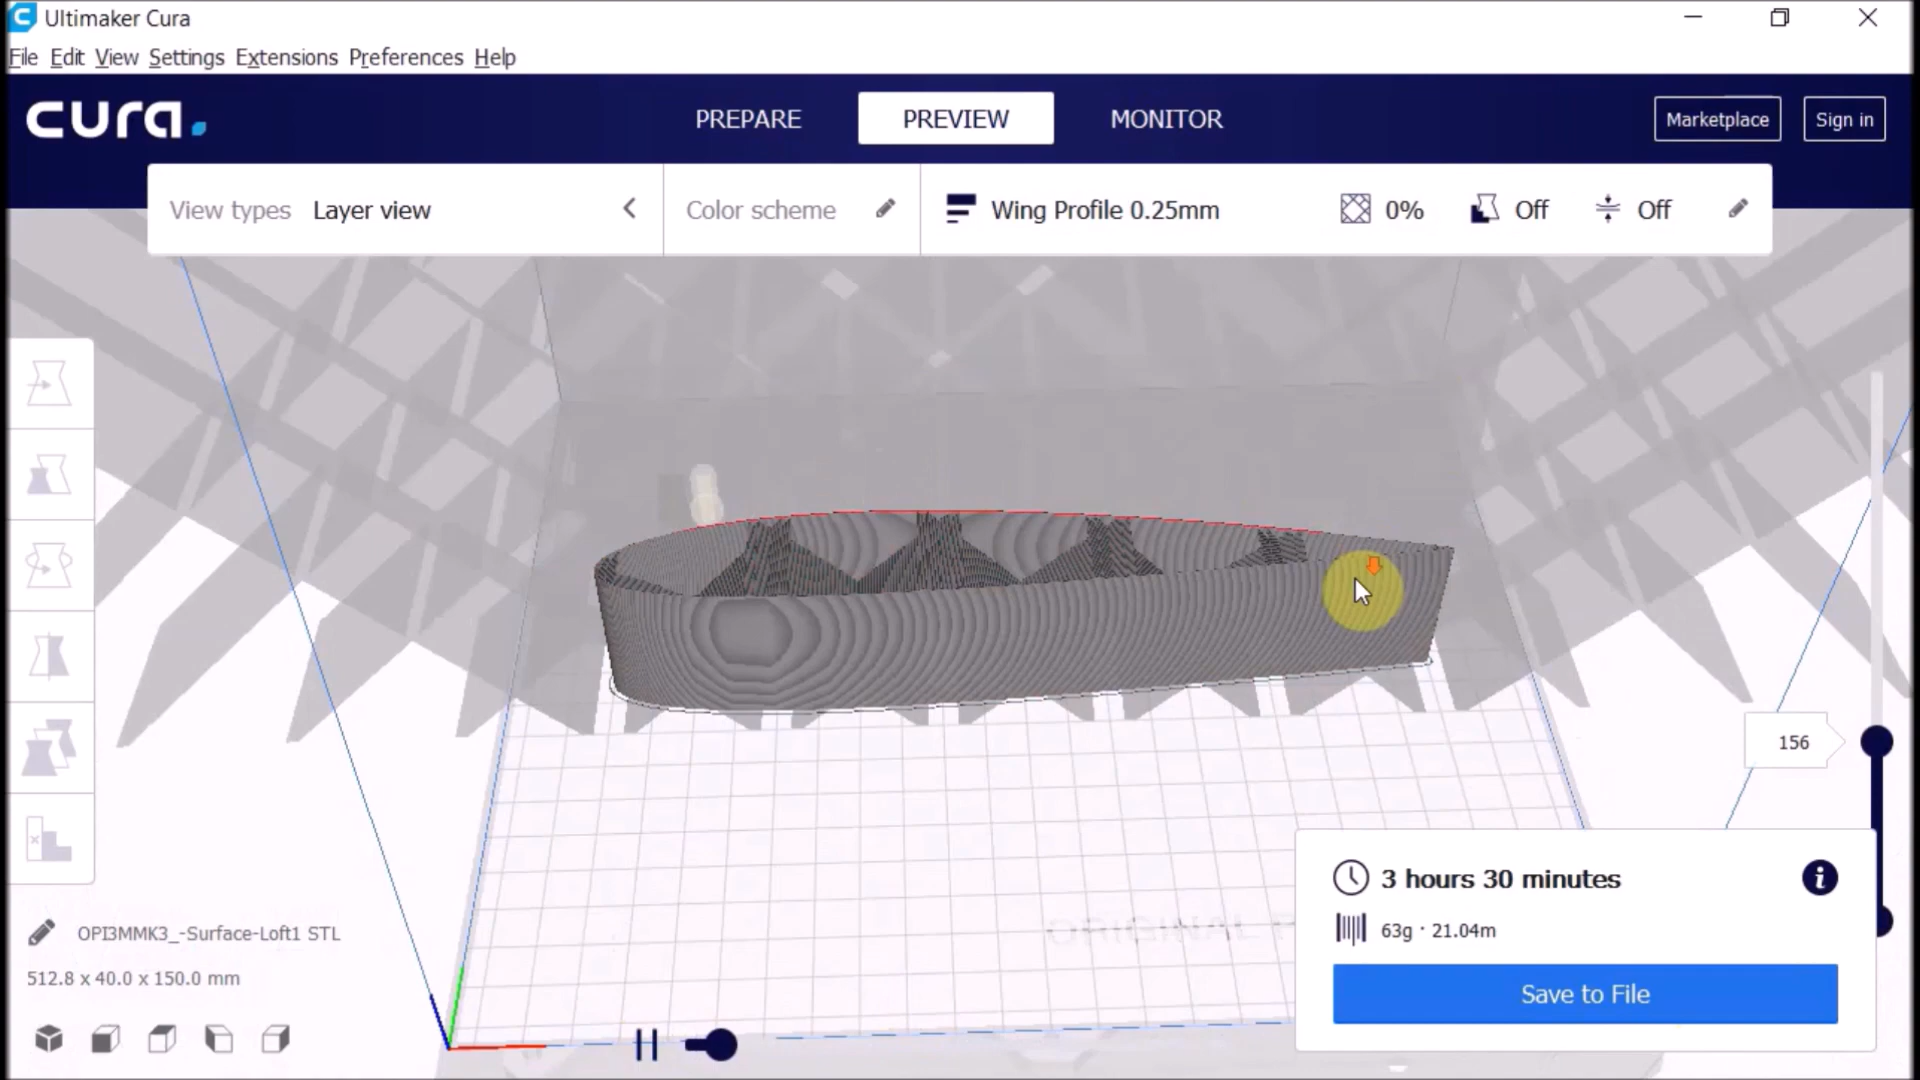 Ultimaker Cura
File Edit View Settings Extensions Preferences Help
cura.
PREPARE PREVIEW MONITOR
Marketplace Sign in
View types Layer view Color scheme Wing Profile 0.25mm 0% Off Off
156
3 hours 30 minutes
63g · 21.04m
Save to File
ORIGINAL
OPI3MMK3_-Surface-Loft1 STL
512.8 x 40.0 x 150.0 mm